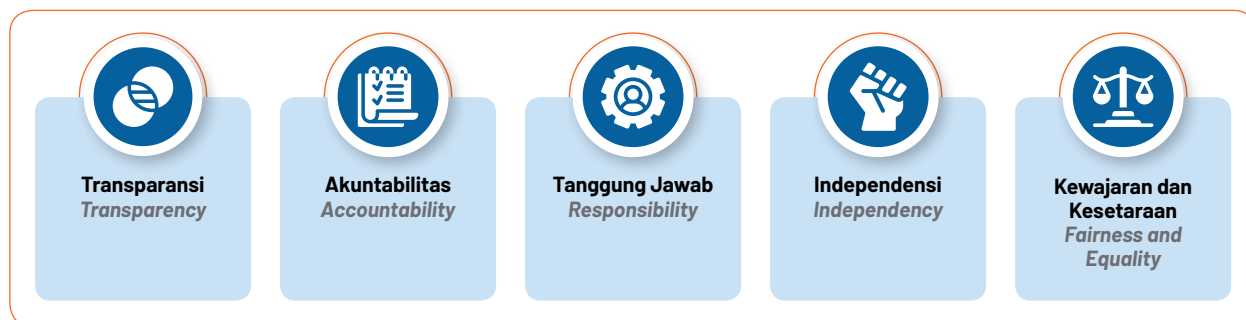 Transparansi
Transparency
Akuntabilitas
Accountability
Tanggung Jawab
Responsibility
Independensi
Independency
Kewajaran dan
Kesetaraan
Fairness and
Equality